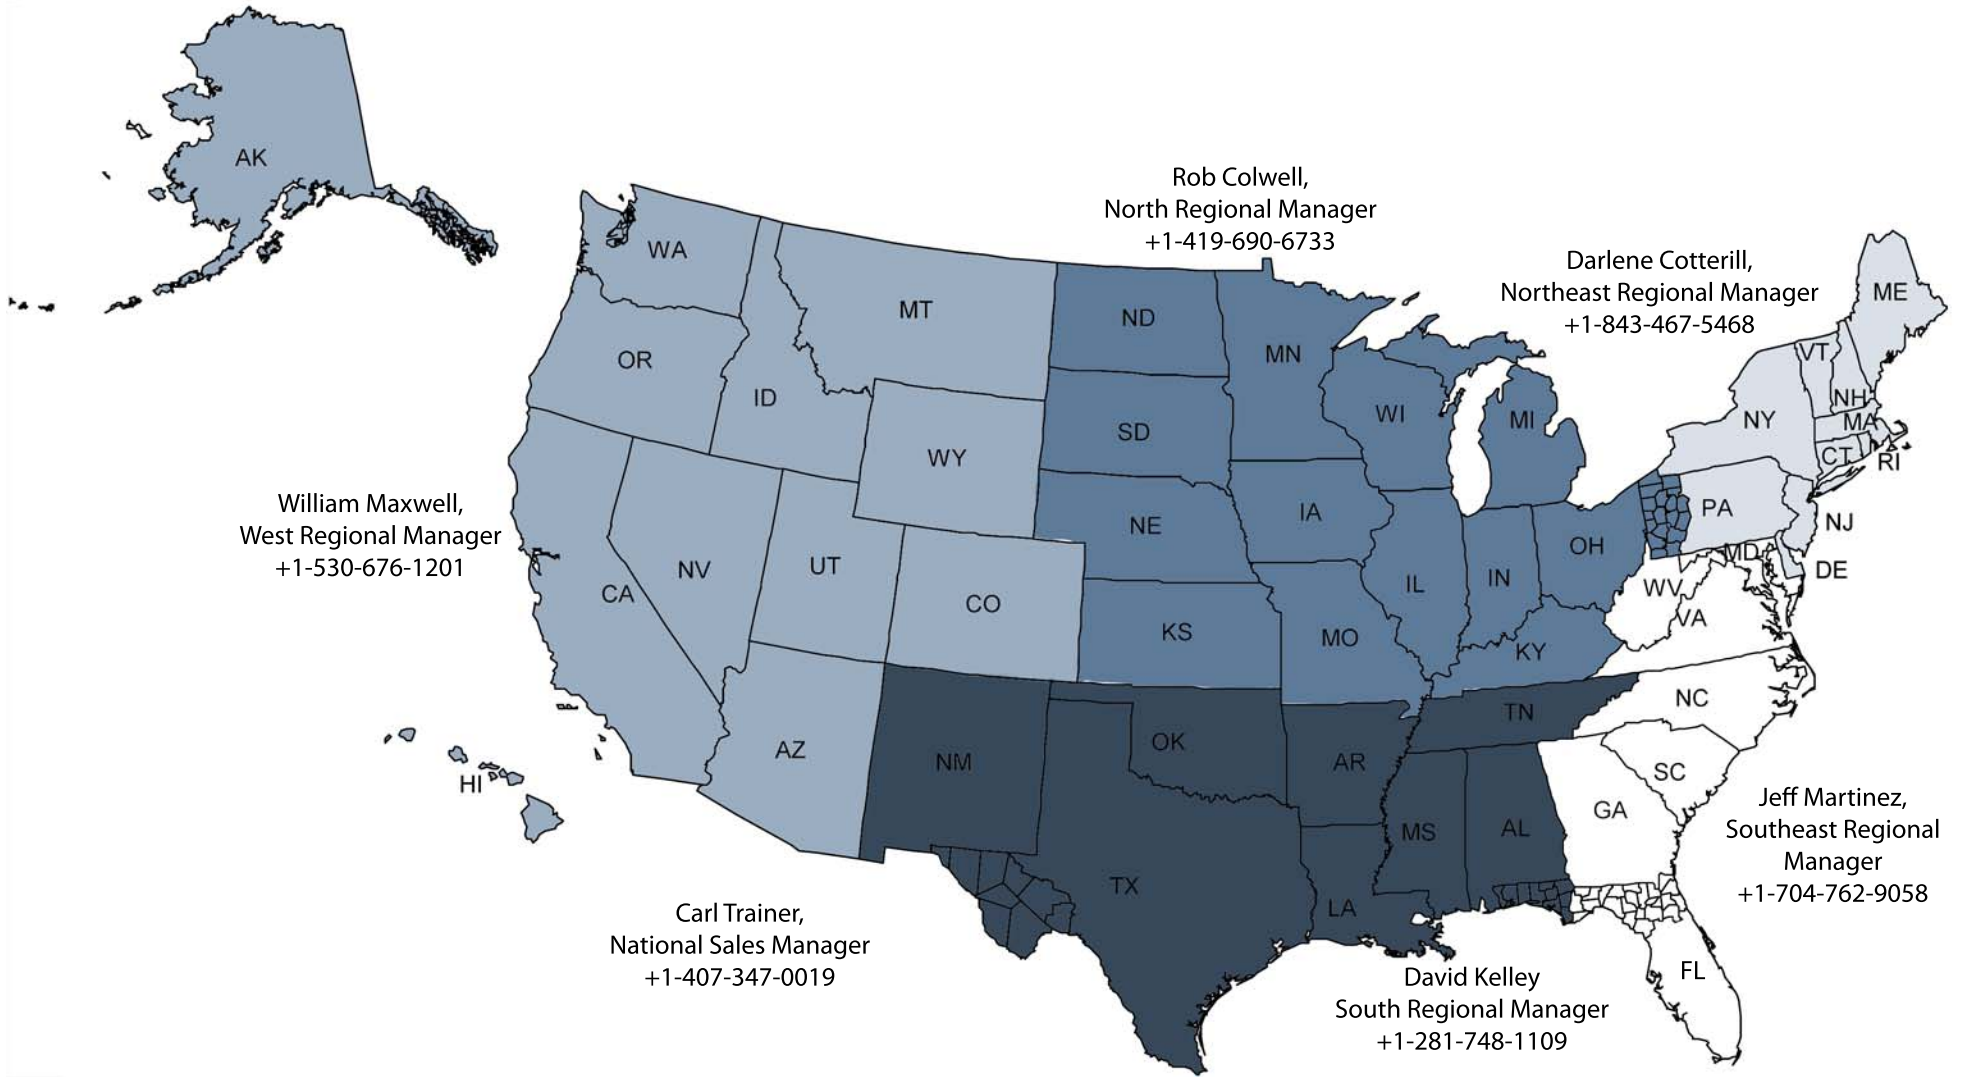 AK
Rob Colwell,
North Regional Manager
+1-419-690-6733
Darlene Cotterill,
Northeast Regional Manager
+1-843-467-5468
WA
MT
ND
MN
ME
OR
ID
WY
SD
WI
MI
VT
NH
NY
MA
CT
RI
William Maxwell,
West Regional Manager
+1-530-676-1201
CA
NV
UT
CO
NE
IA
KS
MO
IL
IN
OH
KY
PA
NJ
MD
DE
WV
VA
HI
AZ
NM
OK
AR
TN
NC
SC
TX
LA
MS
AL
GA
FL
Jeff Martinez,
Southeast Regional
Manager
+1-704-762-9058
Carl Trainer,
National Sales Manager
+1-407-347-0019
David Kelley
South Regional Manager
+1-281-748-1109